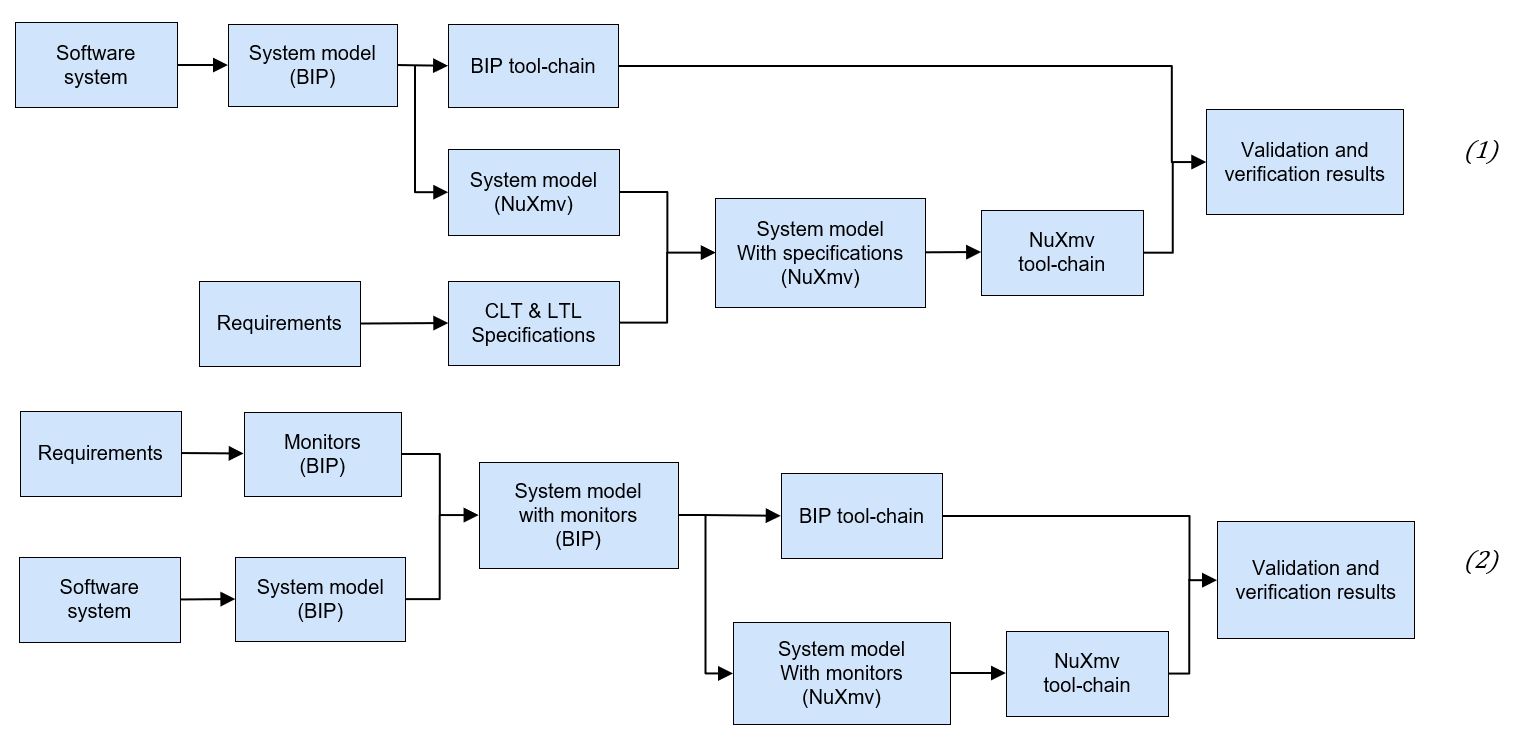 Software
system
System model
(BIP)
BIP tool-chain
System model
(NuXmv)
Requirements
CLT & LTL
Specifications
System model
With specifications
(NuXmv)
NuXmv
tool-chain
Validation and
verification results
(1)
Requirements
Monitors
(BIP)
Software
system
System model
(BIP)
System model
with monitors
(BIP)
BIP tool-chain
System model
With monitors
(NuXmv)
NuXmv
tool-chain
Validation and
verification results
(2)